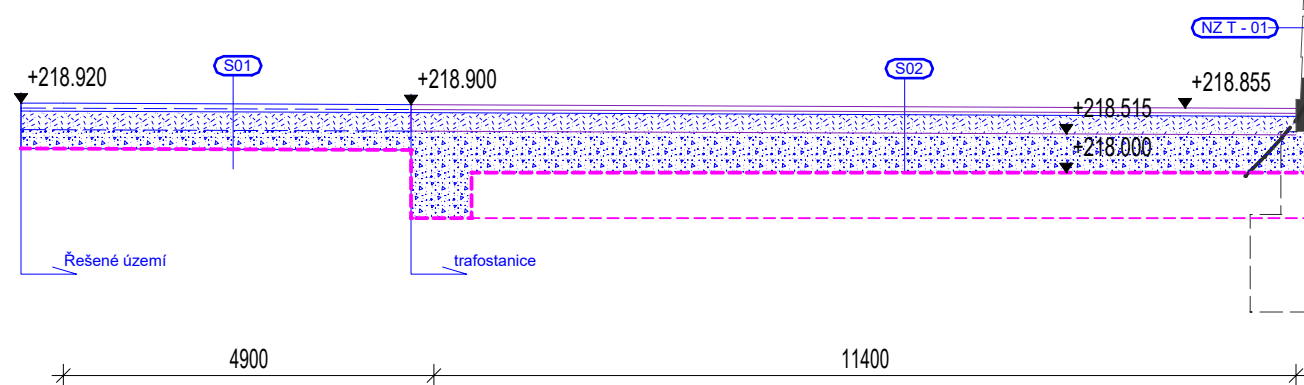 NZ T - 01
S01
S02
+218.920
+218.900
+218.855
+218.515
+218.000
Řešené území
trafostanice
4900
11400